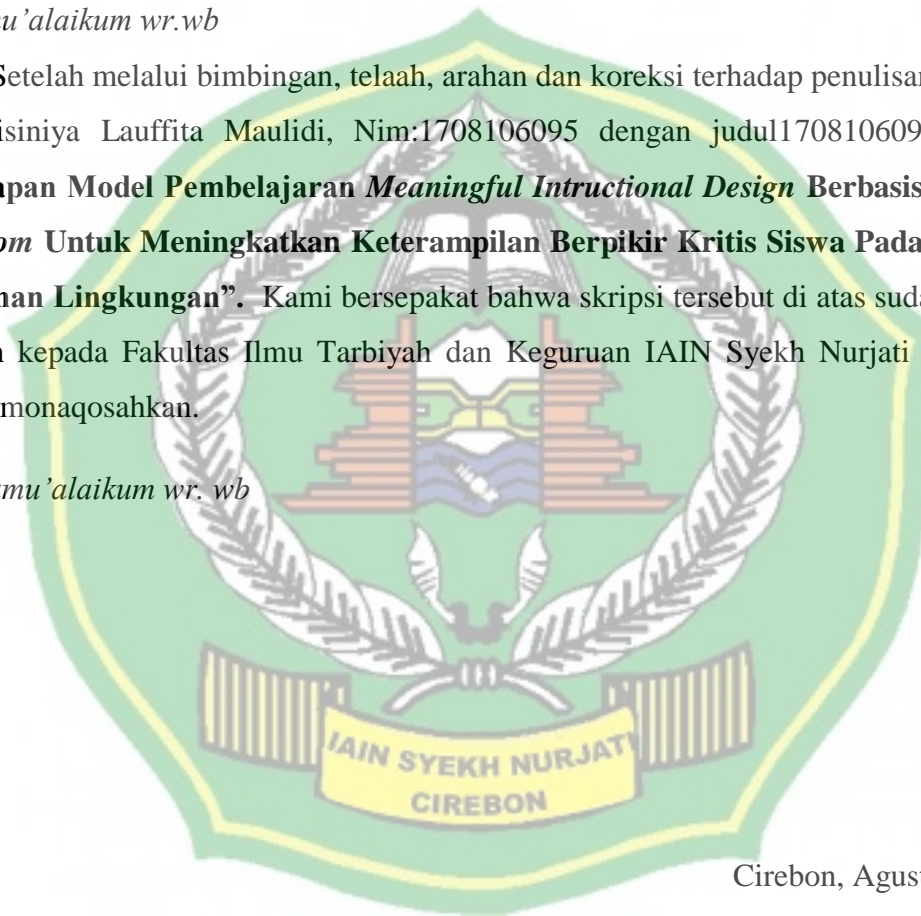 nu’alaikum wr.wb
Setelah melalui bimbingan, telaah, arahan dan koreksi terhadap penulisan
isiniya Lauffita Maulidi, Nim:1708106095 dengan judul170810609
apan Model Pembelajaran Meaningful Intructional Design Berbasis
om Untuk Meningkatkan Keterampilan Berpikir Kritis Siswa Pada
nan Lingkungan”. Kami bersepakat bahwa skripsi tersebut di atas suda
kepada Fakultas Ilmu Tarbiyah dan Keguruan IAIN Syekh Nurjati
monaqosahkan.
amu’alaikum wr. wb
IAIN SYEKH NURJATI
CIREBON
Cirebon, Agus